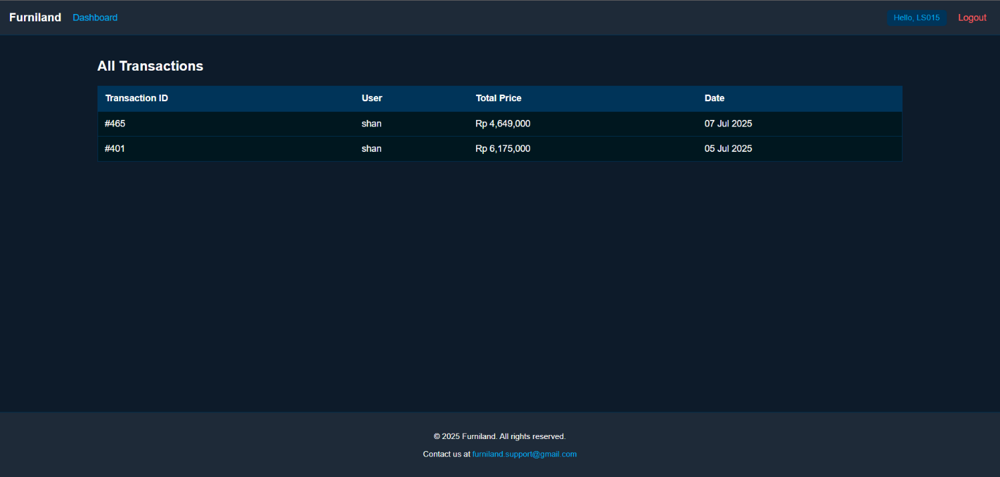 Furniland Dashboard Hello, LS015 Logout
All Transactions
Transaction ID User Total Price Date
#465 shan Rp 4,649,000 07 Jul 2025
#401 shan Rp 6,175,000 05 Jul 2025
© 2025 Furniland. All rights reserved.
Contact us at furniland.support@gmail.com